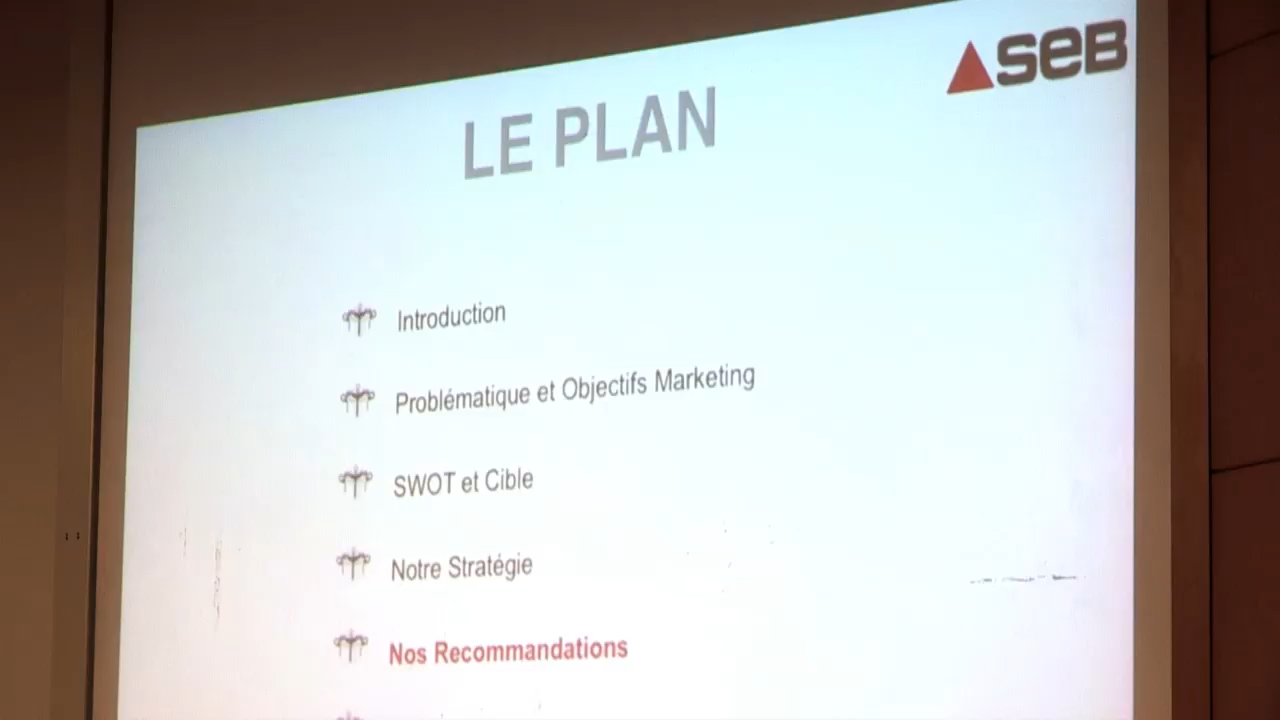 SEB
LE PLAN
Introduction
Problématique et Objectifs Marketing
SWOT et Cible
Notre Stratégie
Nos Recommandations